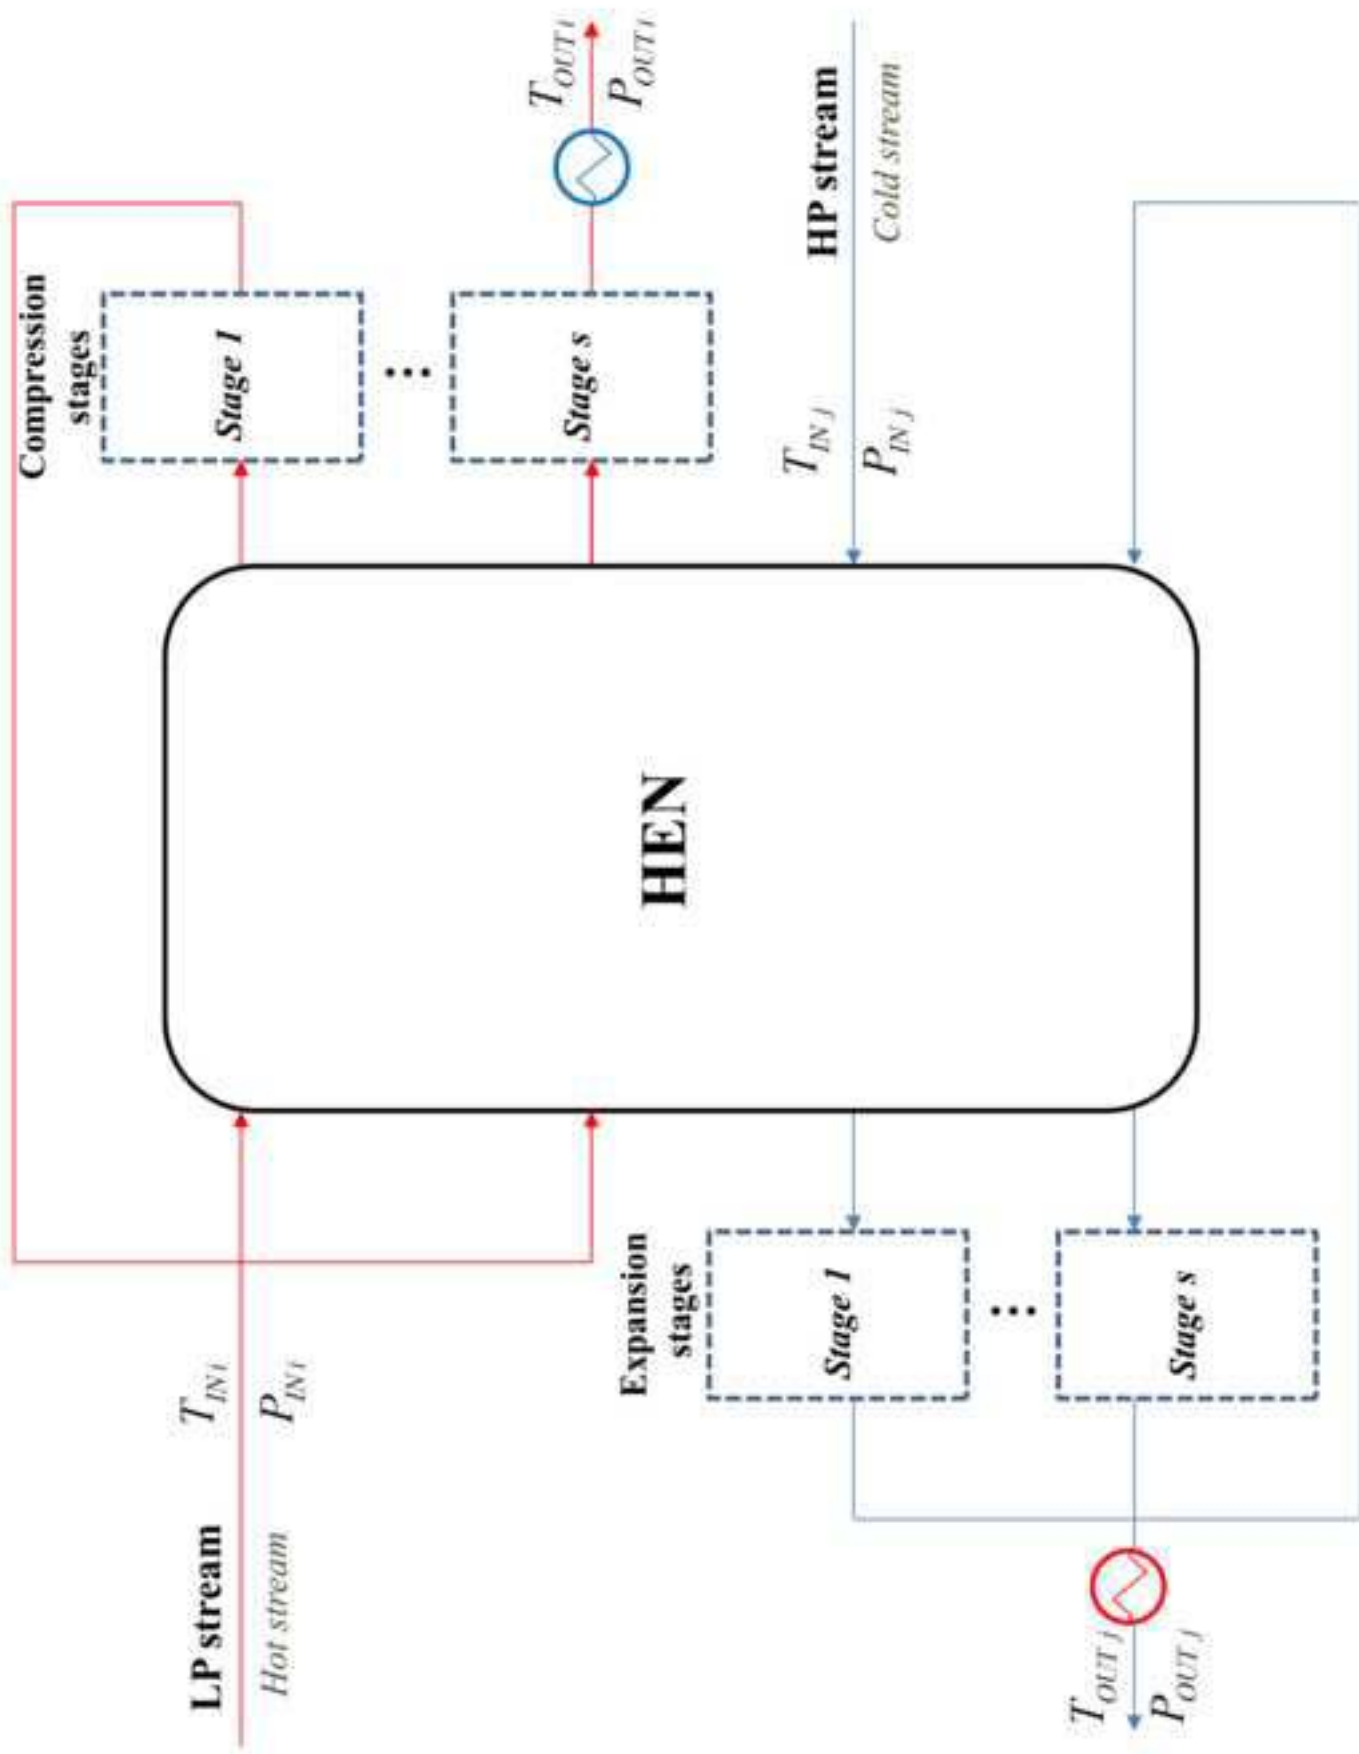 Compression
stages
LP stream
T_IN i
Stage 1
Hot stream
P_IN i
T_OUT i
Stage s
P_OUT i
HEN
Expansion
stages
T_IN j
HP stream
Stage 1
P_IN j
Cold stream
T_OUT j
Stage s
P_OUT j